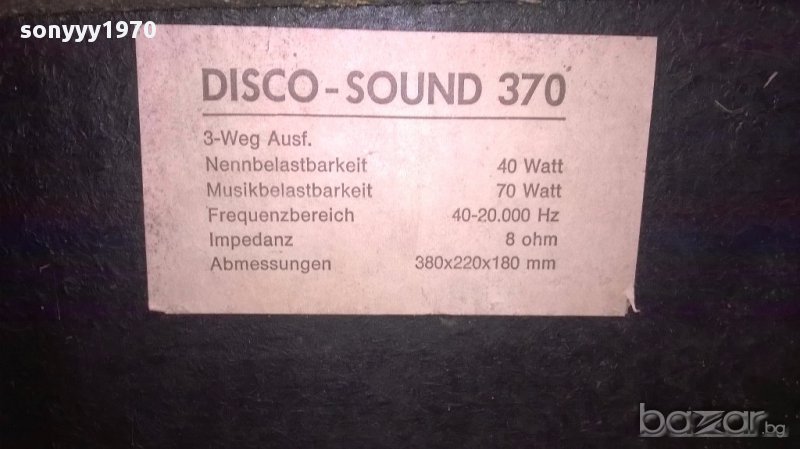 sonyyy1970
DISCO-SOUND 370
3-Weg Ausf.
Nennbelastbarkeit 40 Watt
Musikbelastbarkeit 70 Watt
Frequenzbereich 40-20.000 Hz
Impedanz 8 ohm
Abmessungen 380x220x180 mm
bazar.bg